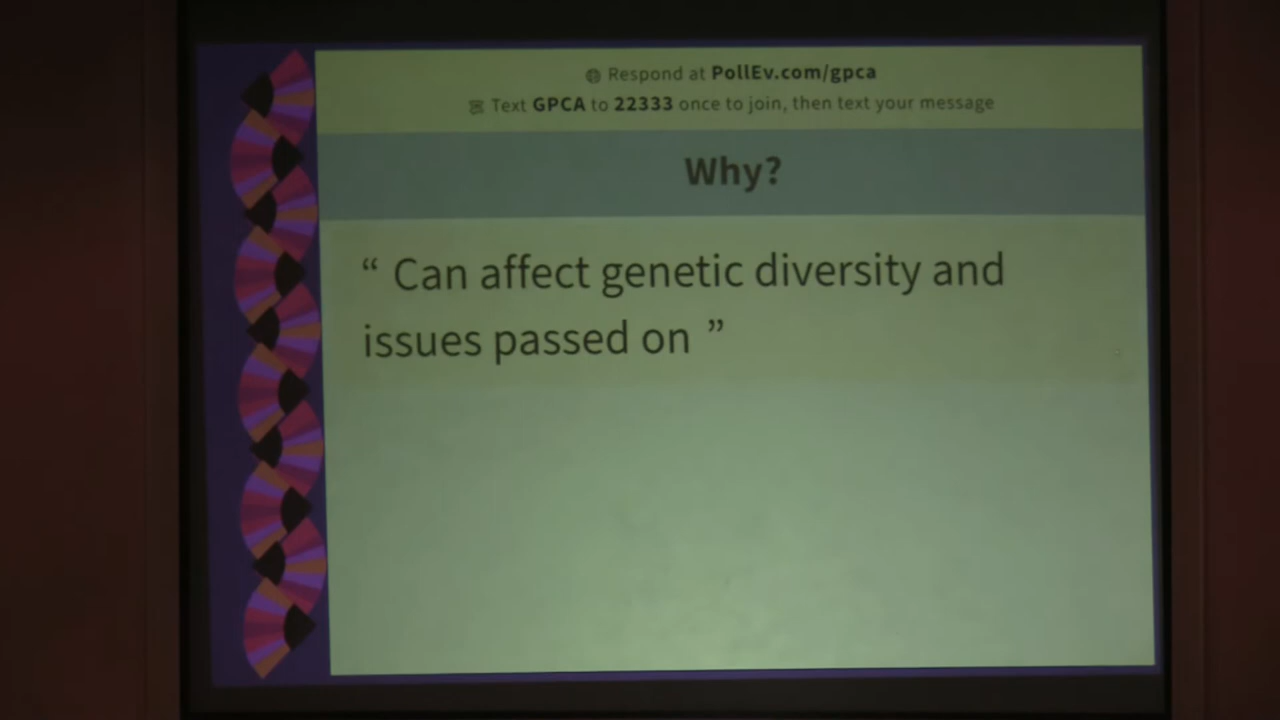 Respond at PollEv.com/gpca
Text GPCA to 22333 once to join, then text your message
Why?
“ Can affect genetic diversity and
issues passed on ”